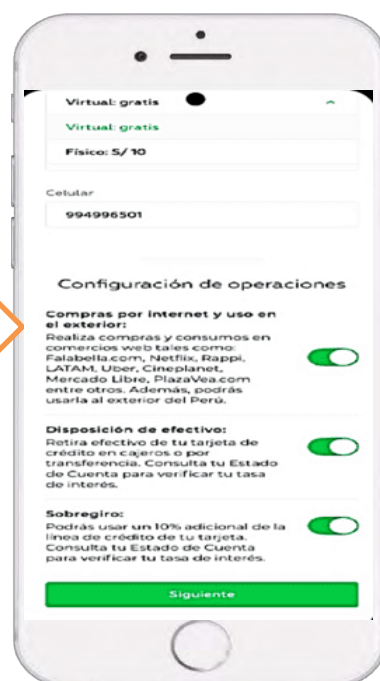 Virtual: gratis
Virtual: gratis
Físico: S/ 10
Celular
994996501
Configuración de operaciones
Compras por internet y uso en
el exterior:
Realiza compras y consumos en
comercios web tales como:
Falabella.com, Netflix, Rappi,
LATAM, Uber, Cineplanet,
Mercado Libre, PlazaVea.com
entre otros. Además, podrás
usarla al exterior del Perú.
Disposición de efectivo:
Retira efectivo de tu tarjeta de
crédito en cajeros o por
transferencia. Consulta tu Estado
de Cuenta para verificar tu tasa
de interés.
Sobregiro:
Podrás usar un 10% adicional de la
línea de crédito de tu tarjeta.
Consulta tu Estado de Cuenta
para verificar tu tasa de interés.
Siguiente